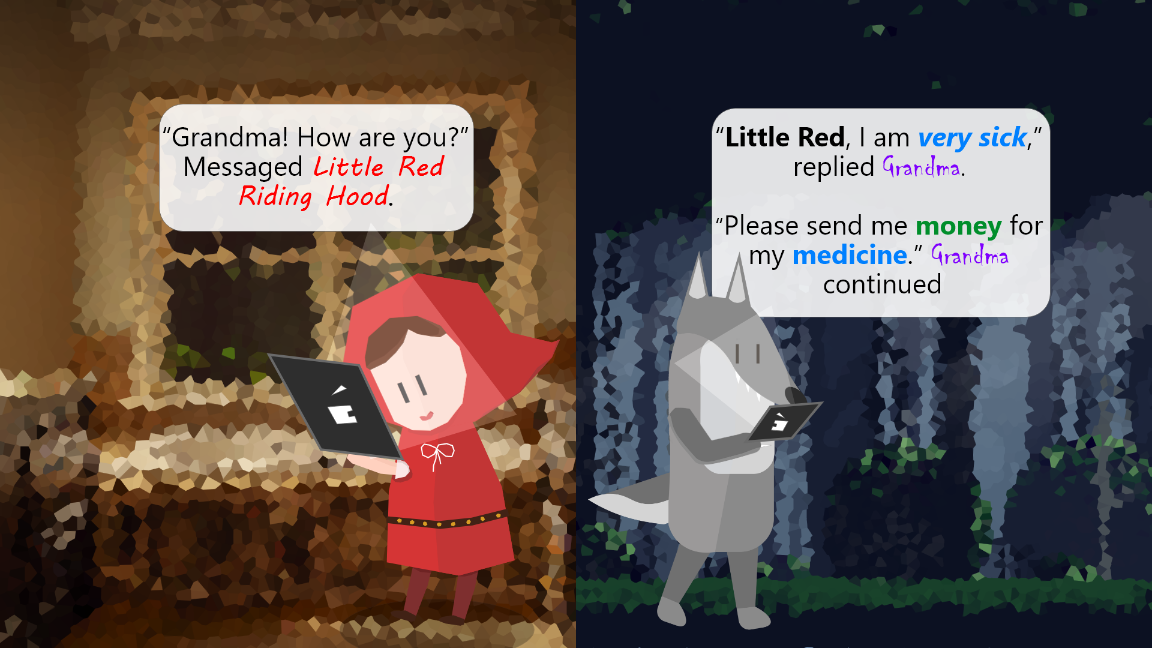 “Grandma! How are you?”
Messaged Little Red
Riding Hood.
“Little Red, I am very sick,”
replied Grandma.
“Please send me money for
my medicine.” Grandma
continued